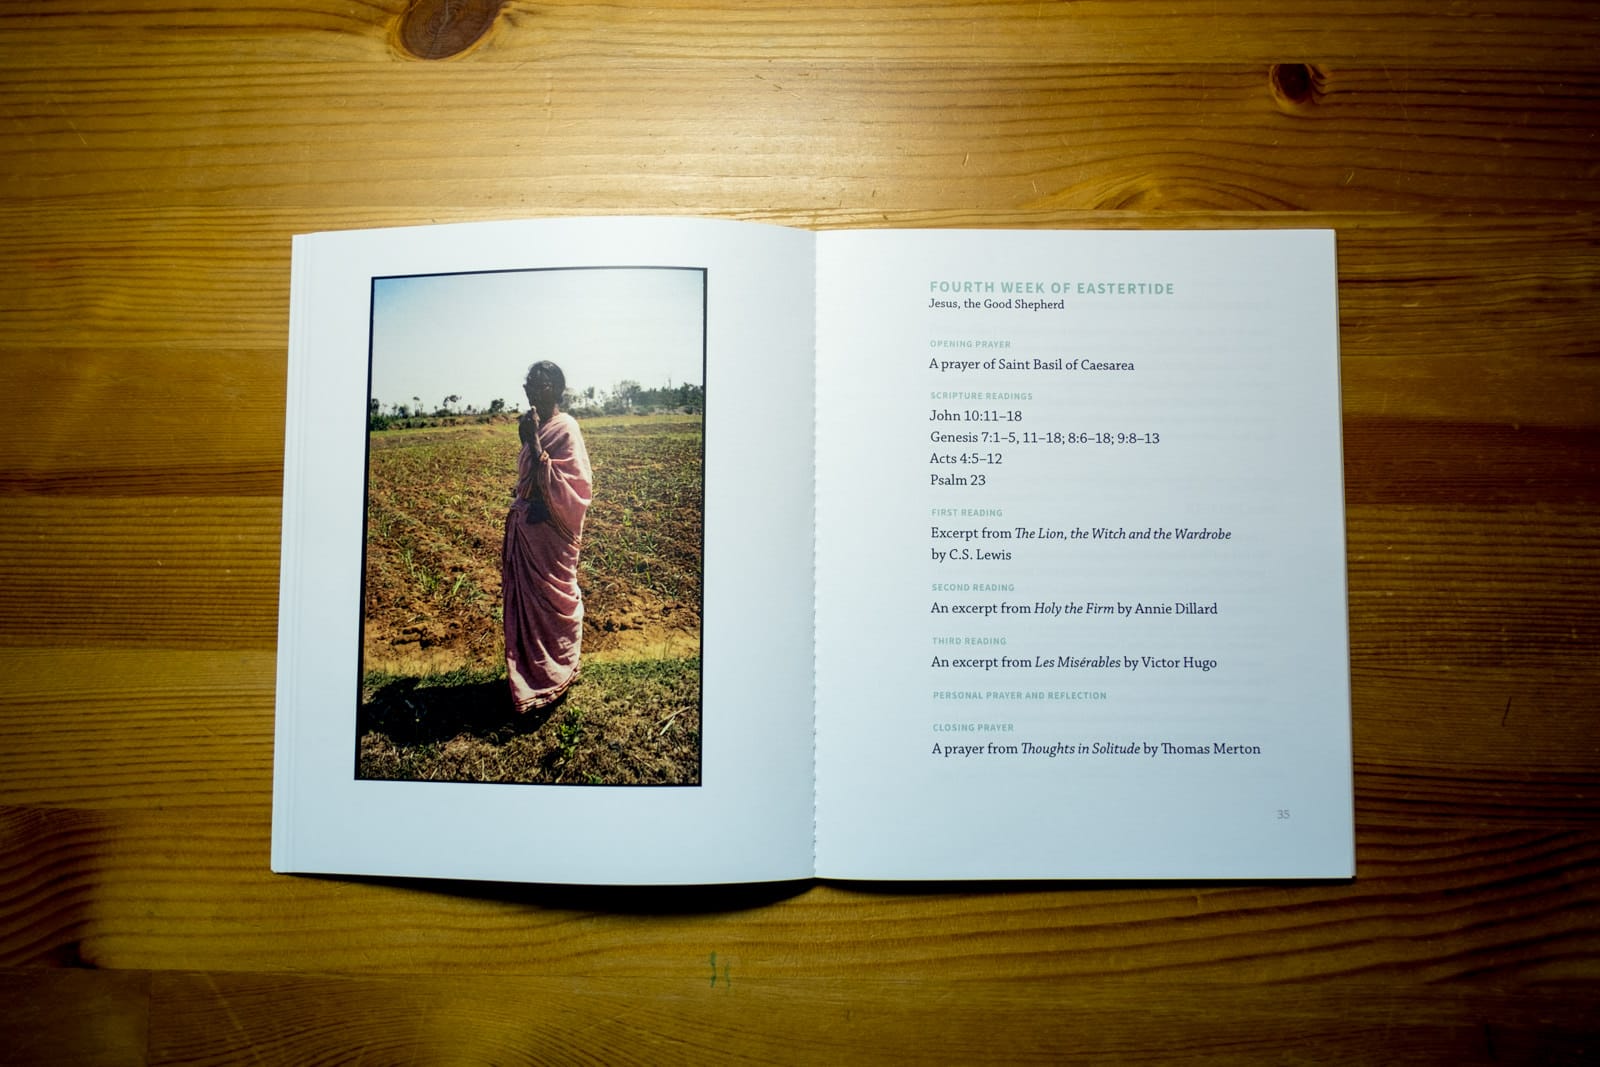 FOURTH WEEK OF EASTERTIDE
Jesus, the Good Shepherd
OPENING PRAYER
A prayer of Saint Basil of Caesarea
SCRIPTURE READINGS
John 10:11–18
Genesis 7:1–5, 11–18; 8:6–18; 9:8–13
Acts 4:5–12
Psalm 23
FIRST READING
Excerpt from The Lion, the Witch and the Wardrobe
by C.S. Lewis
SECOND READING
An excerpt from Holy the Firm by Annie Dillard
THIRD READING
An excerpt from Les Misérables by Victor Hugo
PERSONAL PRAYER AND REFLECTION
CLOSING PRAYER
A prayer from Thoughts in Solitude by Thomas Merton
35